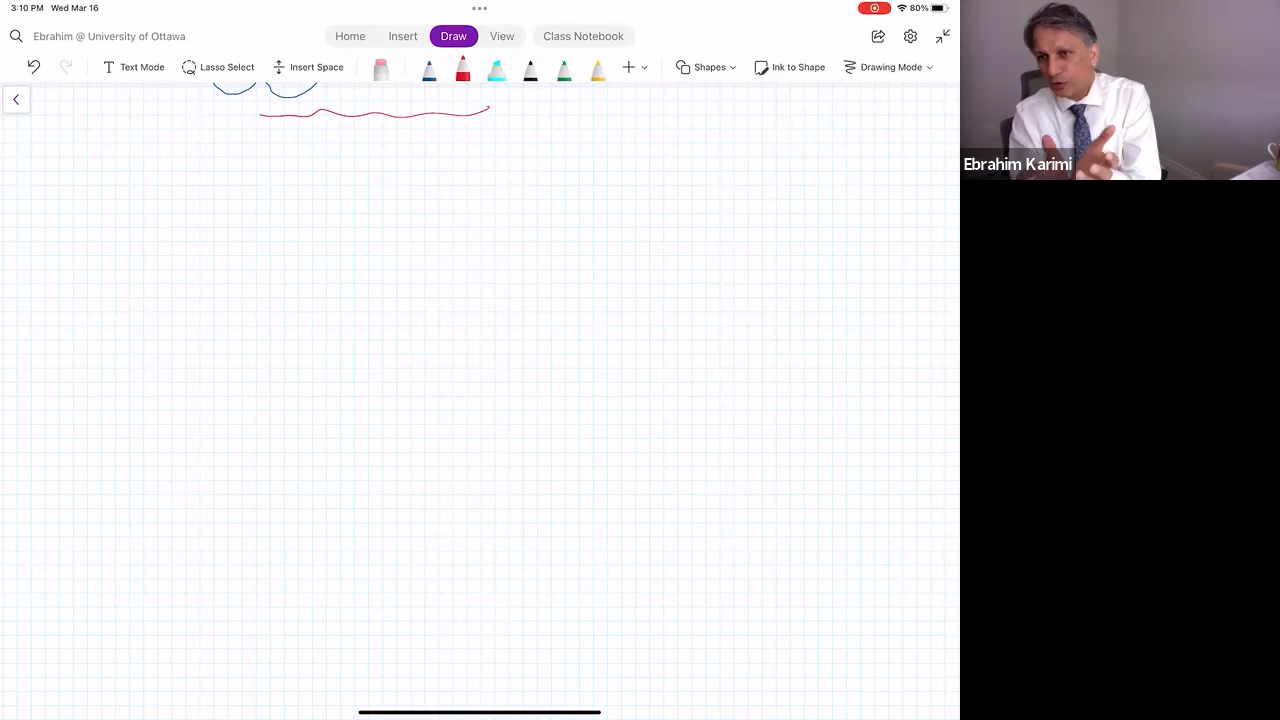 3:10 PM Wed Mar 16
80%
Ebrahim @ University of Ottawa
Home Insert Draw View Class Notebook
Text Mode Lasso Select Insert Space Shapes Ink to Shape Drawing Mode
Ebrahim Karimi